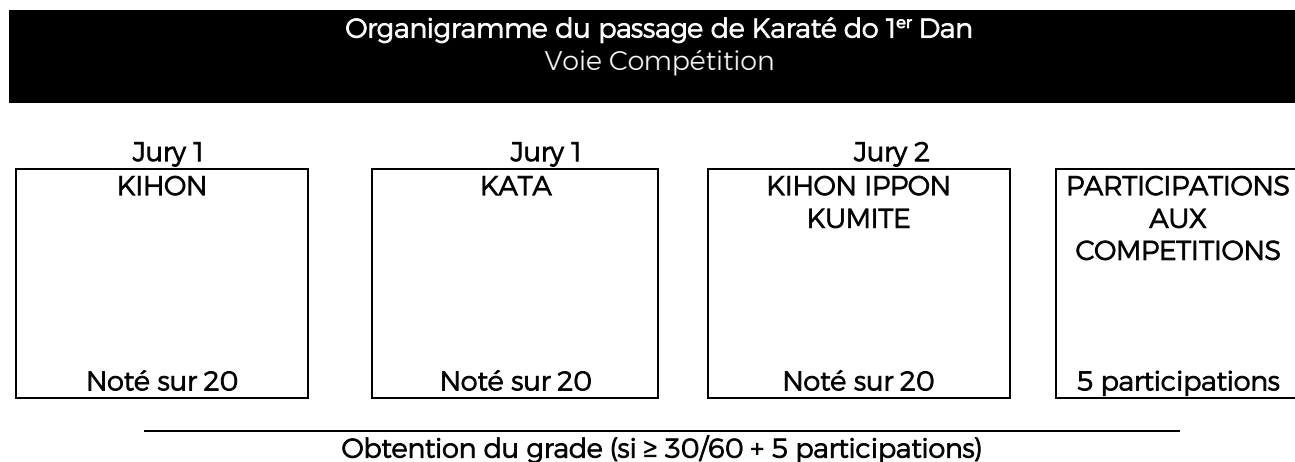 Organigramme du passage de Karaté do 1er Dan
Voie Compétition
Jury 1
KIHON
Noté sur 20
Jury 1
KATA
Noté sur 20
Jury 2
KIHON IPPON
KUMITE
Noté sur 20
PARTICIPATIONS
AUX
COMPETITIONS
5 participations
Obtention du grade (si ≥ 30/60 + 5 participations)